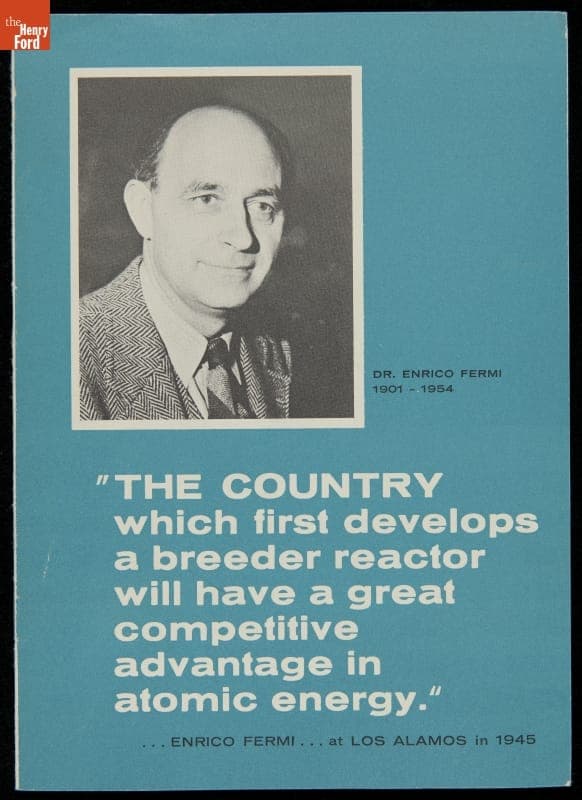 the
Henry
Ford
DR. ENRICO FERMI
1901 - 1954
"THE COUNTRY
which first develops
a breeder reactor
will have a great
competitive
advantage in
atomic energy."
...ENRICO FERMI...at LOS ALAMOS in 1945